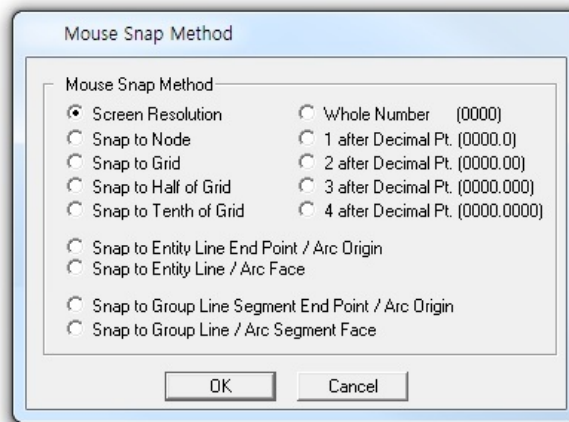 Mouse Snap Method
Mouse Snap Method
Screen Resolution Whole Number (0000)
Snap to Node 1 after Decimal Pt. (0000.0)
Snap to Grid 2 after Decimal Pt. (0000.00)
Snap to Half of Grid 3 after Decimal Pt. (0000.000)
Snap to Tenth of Grid 4 after Decimal Pt. (0000.0000)
Snap to Entity Line End Point / Arc Origin
Snap to Entity Line / Arc Face
Snap to Group Line Segment End Point / Arc Origin
Snap to Group Line / Arc Segment Face
OK Cancel